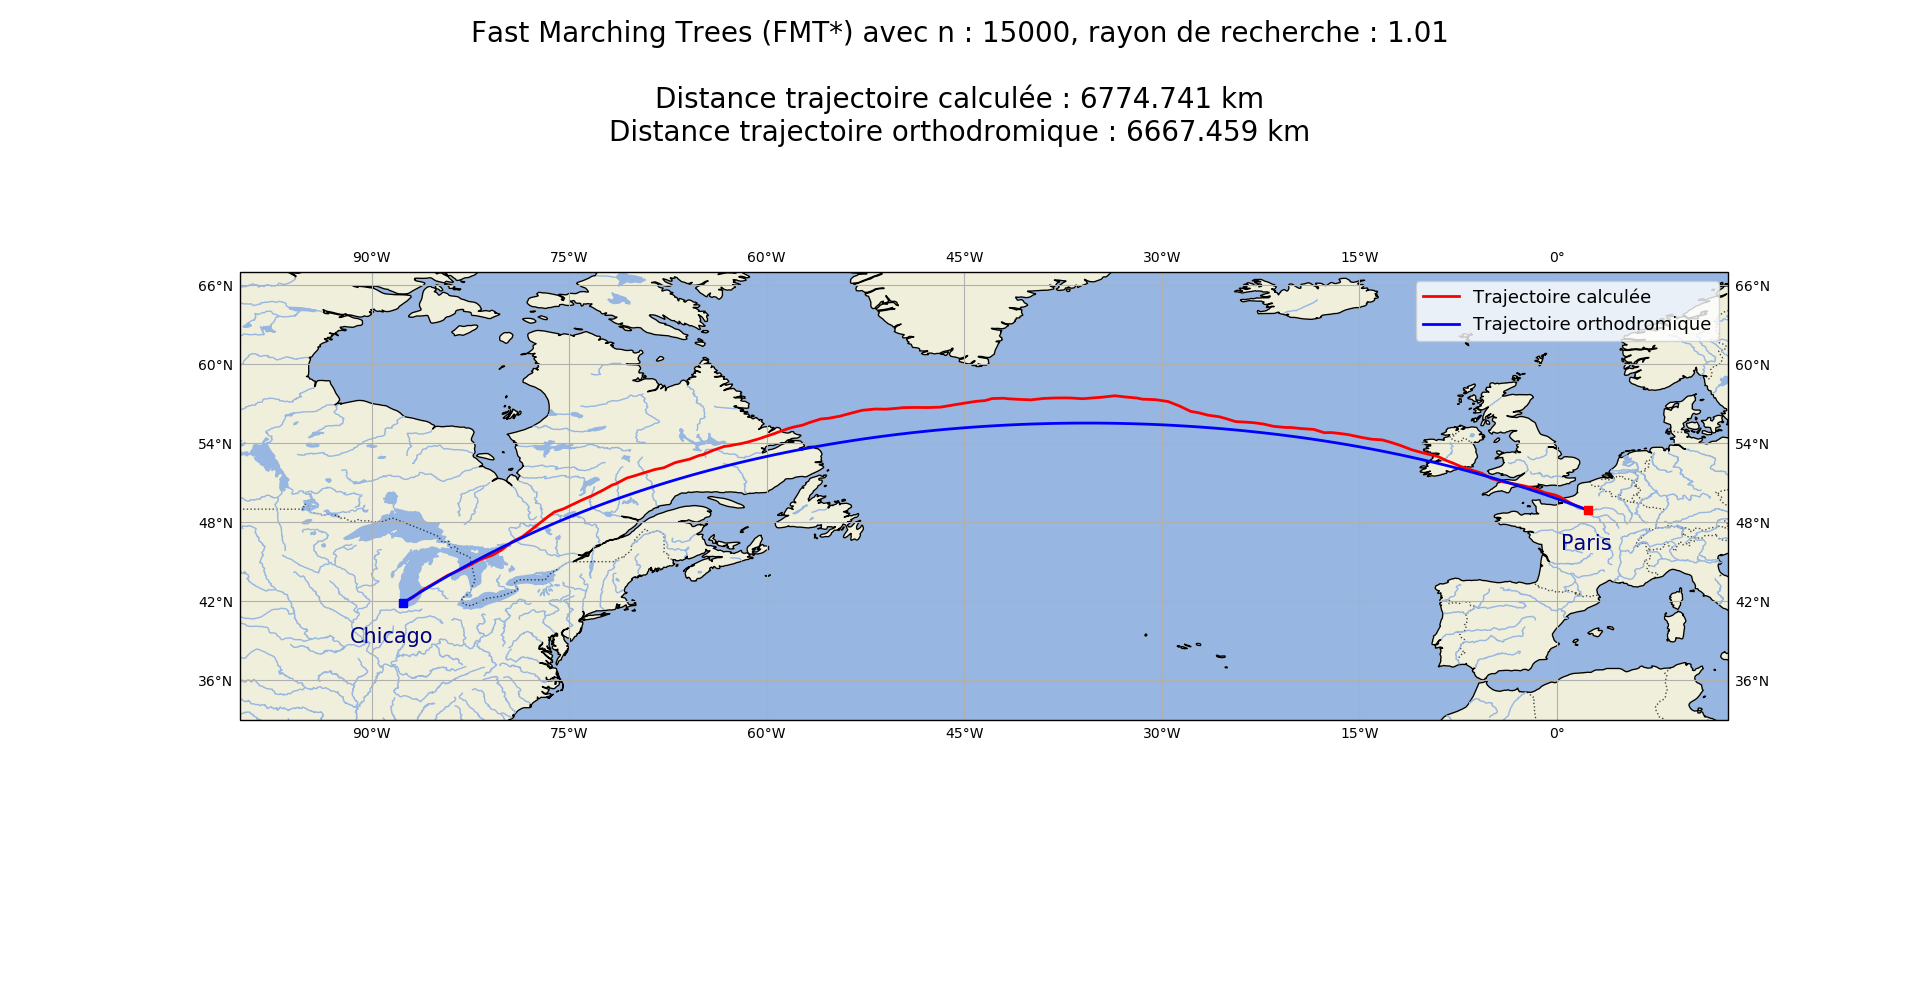 Fast Marching Trees (FMT*) avec n : 15000, rayon de recherche : 1.01
Distance trajectoire calculée : 6774.741 km
Distance trajectoire orthodromique : 6667.459 km
90°W 75°W 60°W 45°W 30°W 15°W 0°
66°N 66°N
Trajectoire calculée
Trajectoire orthodromique
60°N 60°N
54°N 54°N
48°N 48°N
Paris
42°N 42°N
Chicago
36°N 36°N
90°W 75°W 60°W 45°W 30°W 15°W 0°